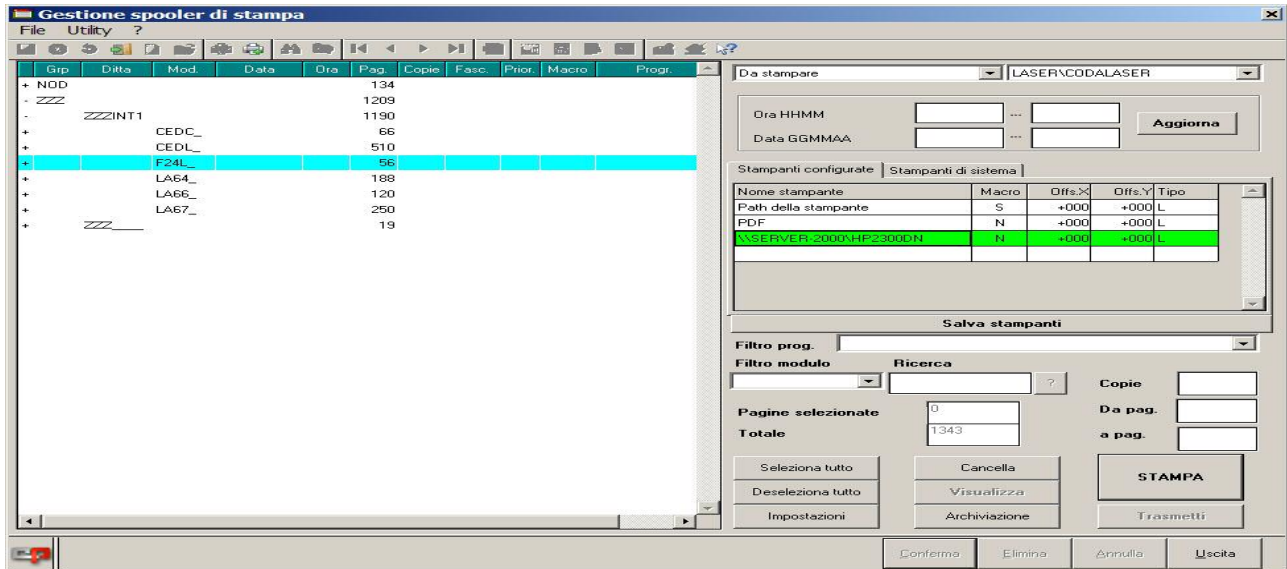 Gestione spooler di stampa
File Utility ?
Grp Ditta Mod. Data Ora Pag. Copie Fasc. Prior. Macro Progr.
+ NOD 134
- ZZZ 1209
- ZZZINT1 1190
+ CEDC_ 66
+ CEDL_ 510
+ F24L_ 56
+ LA64_ 188
+ LA66_ 120
+ LA67_ 250
+ ZZZ____ 19
Da stampare LASER\CODALASER
Ora HHMM ---
Data GGMMAA ---
Aggiorna
Stampanti configurate Stampanti di sistema
Nome stampante Macro Offs.X Offs.Y Tipo
Path della stampante S +000 +000 L
PDF N +000 +000 L
\\SERVER-2000\HP2300DN N +000 +000 L
Salva stampanti
Filtro prog.
Filtro modulo Ricerca
? Copie
Pagine selezionate 0 Da pag.
Totale 1343 a pag.
Seleziona tutto Cancella STAMPA
Deseleziona tutto Visualizza
Impostazioni Archiviazione Trasmetti
Conferma Elimina Annulla Uscita